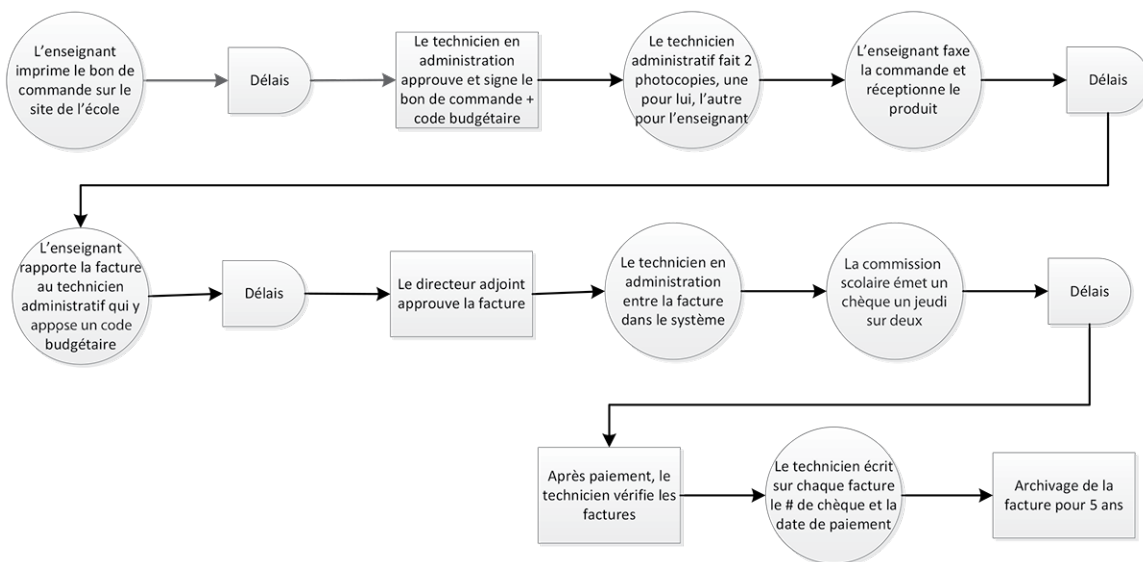 L’enseignant
imprime le bon de
commande sur le
site de l’école
Délais
Le technicien en
administration
approuve et signe le
bon de commande +
code budgétaire
Le technicien
administratif fait 2
photocopies, une
pour lui, l’autre
pour l’enseignant
L’enseignant faxe
la commande et
réceptionne le
produit
Délais
L’enseignant
rapporte la facture
au technicien
administratif qui y
appose un code
budgétaire
Délais
Le directeur adjoint
approuve la facture
Le technicien en
administration
entre la facture
dans le système
La commission
scolaire émet un
chèque un jeudi
sur deux
Délais
Après paiement, le
technicien vérifie les
factures
Le technicien écrit
sur chaque facture
le # de chèque et la
date de paiement
Archivage de la
facture pour 5 ans